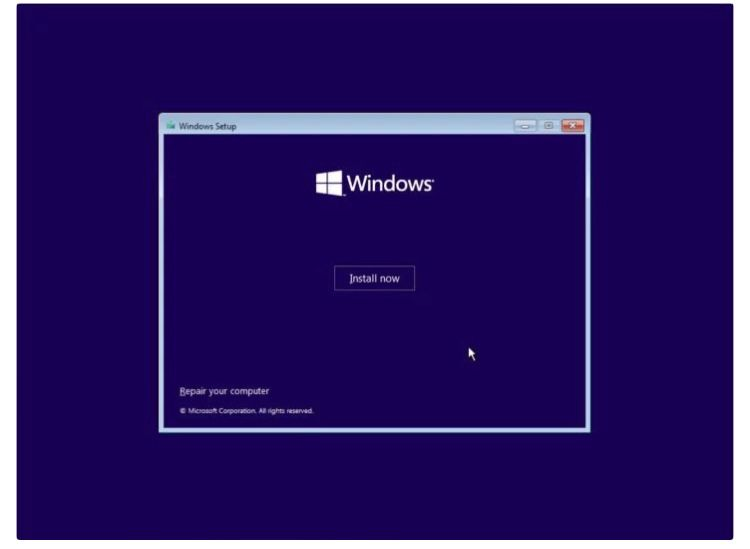 Windows Setup
Windows
Install now
Repair your computer
© Microsoft Corporation. All rights reserved.